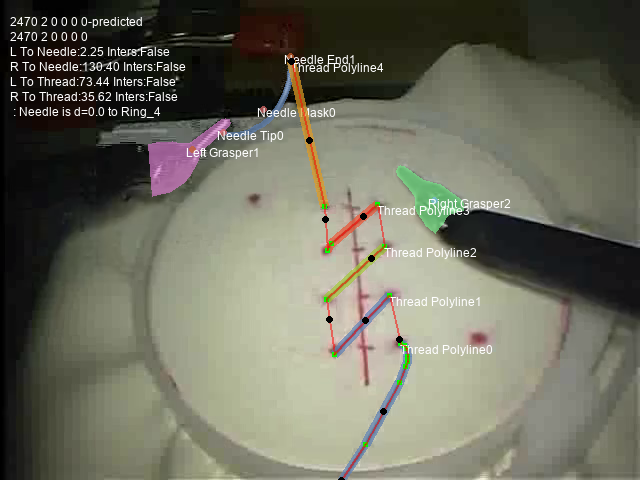 2470 2 0 0 0 0-predicted
2470 2 0 0 0 0
L To Needle:2.25 Inters:False
R To Needle:130.40 Inters:False
L To Thread:73.44 Inters:False
R To Thread:35.62 Inters:False
: Needle is d=0.0 to Ring_4
Needle End1
Thread Polyline4
Needle Mask0
Needle Tip0
Left Grasper1
Right Grasper2
Thread Polyline3
Thread Polyline2
Thread Polyline1
Thread Polyline0